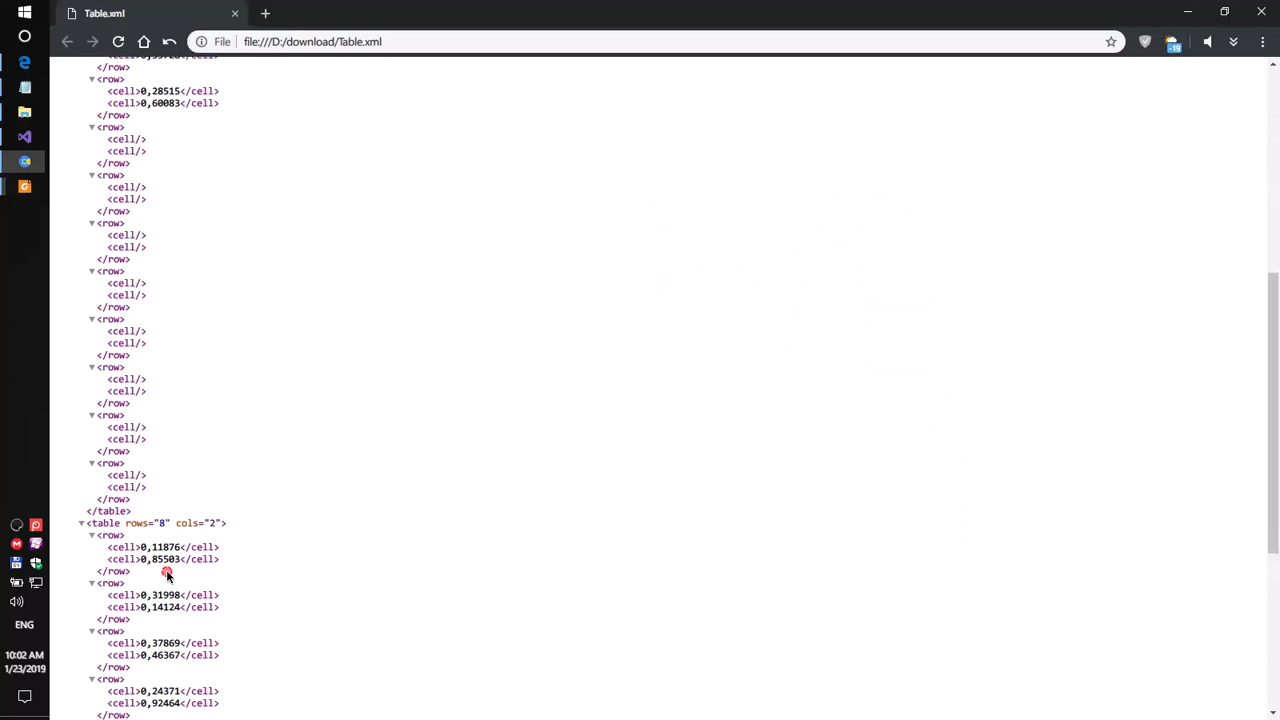 Table.xml
File file:///D:/download/Table.xml
-19
</row>
<row>
<cell>0,28515</cell>
<cell>0,60083</cell>
</row>
<row>
<cell/>
<cell/>
</row>
<row>
<cell/>
<cell/>
</row>
<row>
<cell/>
<cell/>
</row>
<row>
<cell/>
<cell/>
</row>
<row>
<cell/>
<cell/>
</row>
<row>
<cell/>
<cell/>
</row>
<row>
<cell/>
<cell/>
</row>
<row>
<cell/>
<cell/>
</row>
</table>
<table rows="8" cols="2">
<row>
<cell>0,11876</cell>
<cell>0,85503</cell>
</row>
<row>
<cell>0,31998</cell>
<cell>0,14124</cell>
</row>
<row>
<cell>0,37869</cell>
<cell>0,46367</cell>
</row>
<row>
<cell>0,24371</cell>
<cell>0,92464</cell>
</row>
ENG
10:02 AM
1/23/2019